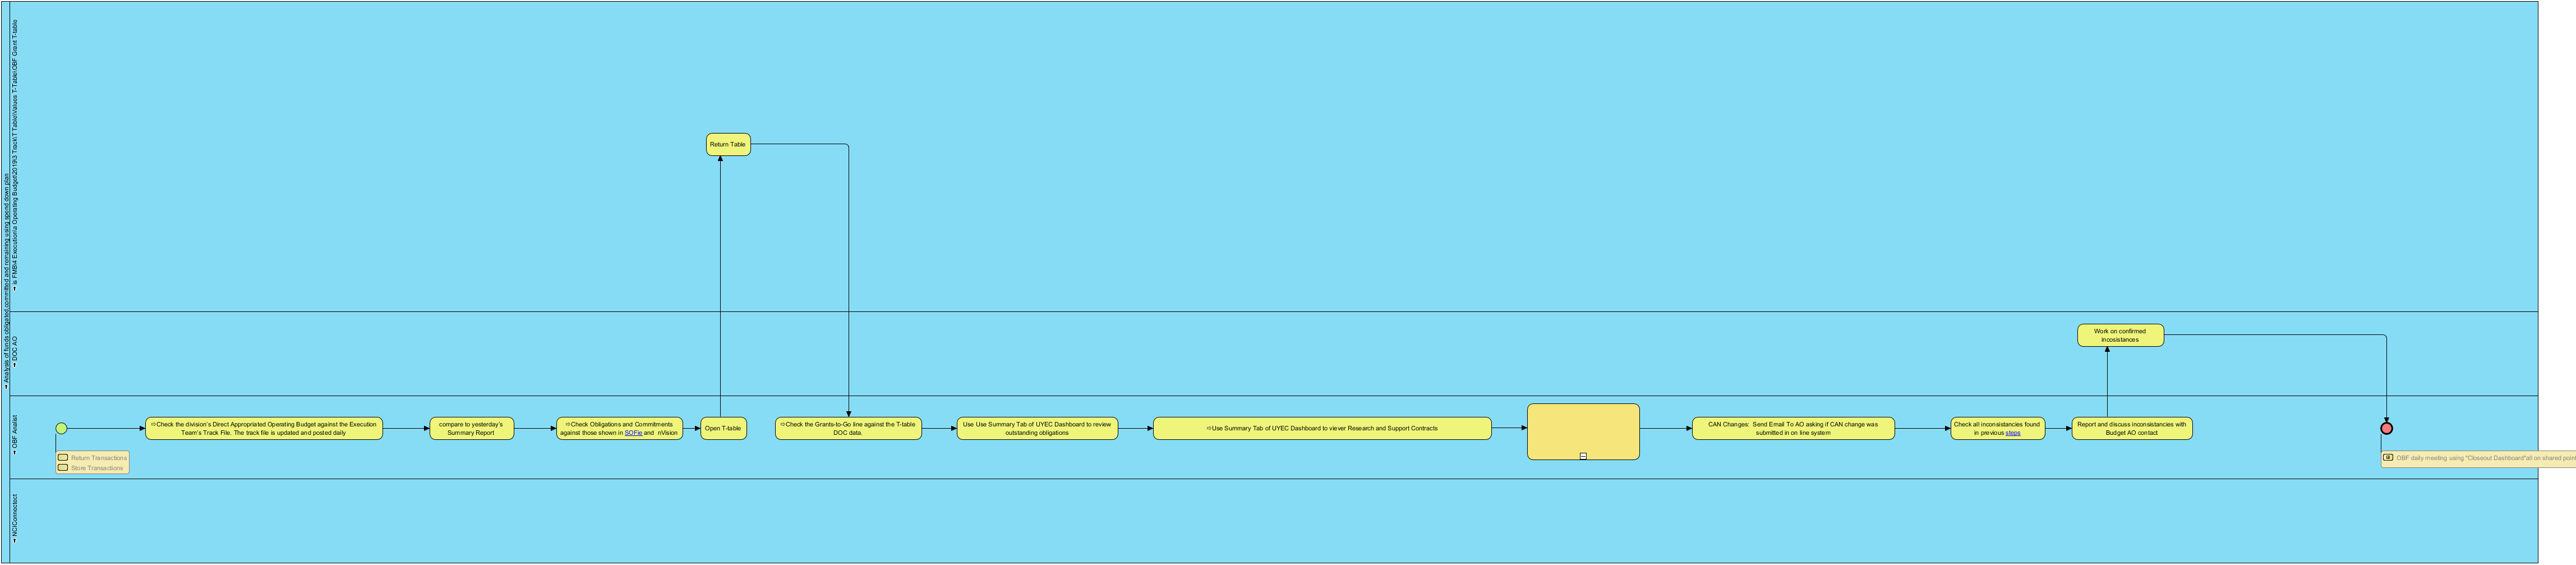 Analysis of funds obligated,committed and remaining using spend down plan
is FMB\4 Execution\a Operating Budget\2019\3 Track\T Table\Values T-Table\OBF Grant T-table
DOC AO
OBF Analist
NCIConnectect
Return Table
Work on confirmed
incosistances
⇨Check the division's Direct Appropriated Operating Budget against the Execution
Team's Track File. The track file is updated and posted daily
compare to yesterday's
Summary Report
⇨Check Obligations and Commitments
against those shown in SOFie and nVision
Open T-table
⇨Check the Grants-to-Go line against the T-table
DOC data.
Use Use Summary Tab of UYEC Dashboard to review
outstanding obligations
⇨Use Summary Tab of UYEC Dashboard to viever Research and Support Contracts
CAN Changes: Send Email To AO asking if CAN change was
submitted in on line system
Check all inconsistancies found
in previous steps
Report and discuss inconsistancies with
Budget AO contact
Return Transactions
Store Transactions
OBF daily meeting using "Closeout Dashboard"alt on shared point